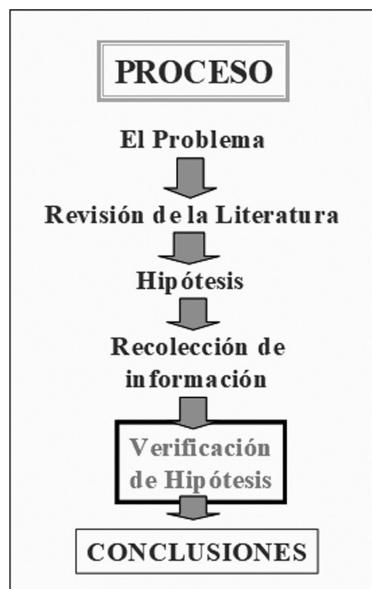 PROCESO
El Problema
Revisión de la Literatura
Hipótesis
Recolección de
información
Verificación
de Hipótesis
CONCLUSIONES